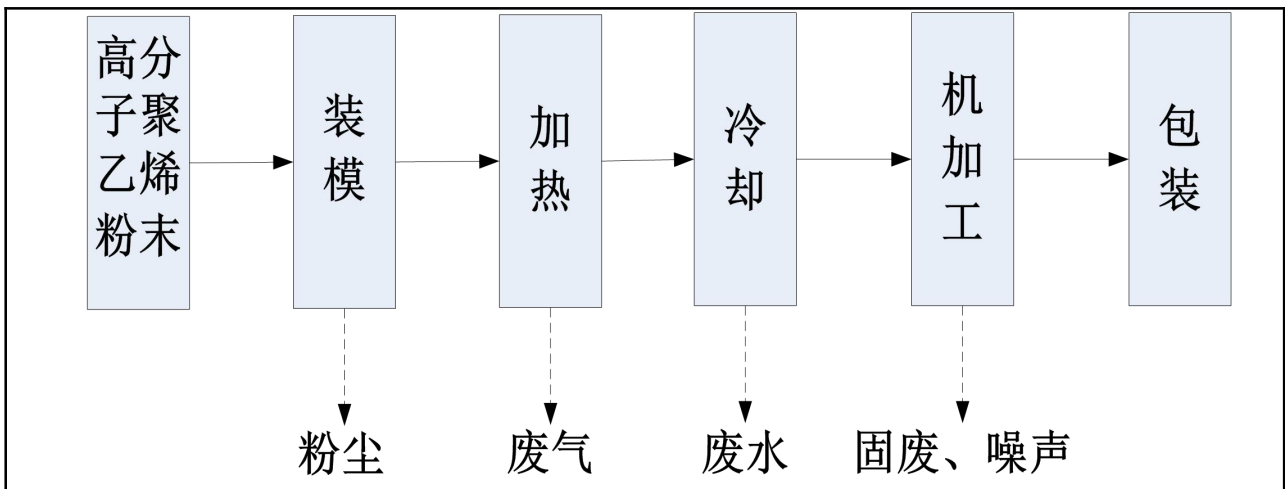 高分
子聚
乙烯
粉末
装
模
加
热
冷
却
机
加
工
包
装
粉尘
废气
废水
固废、噪声